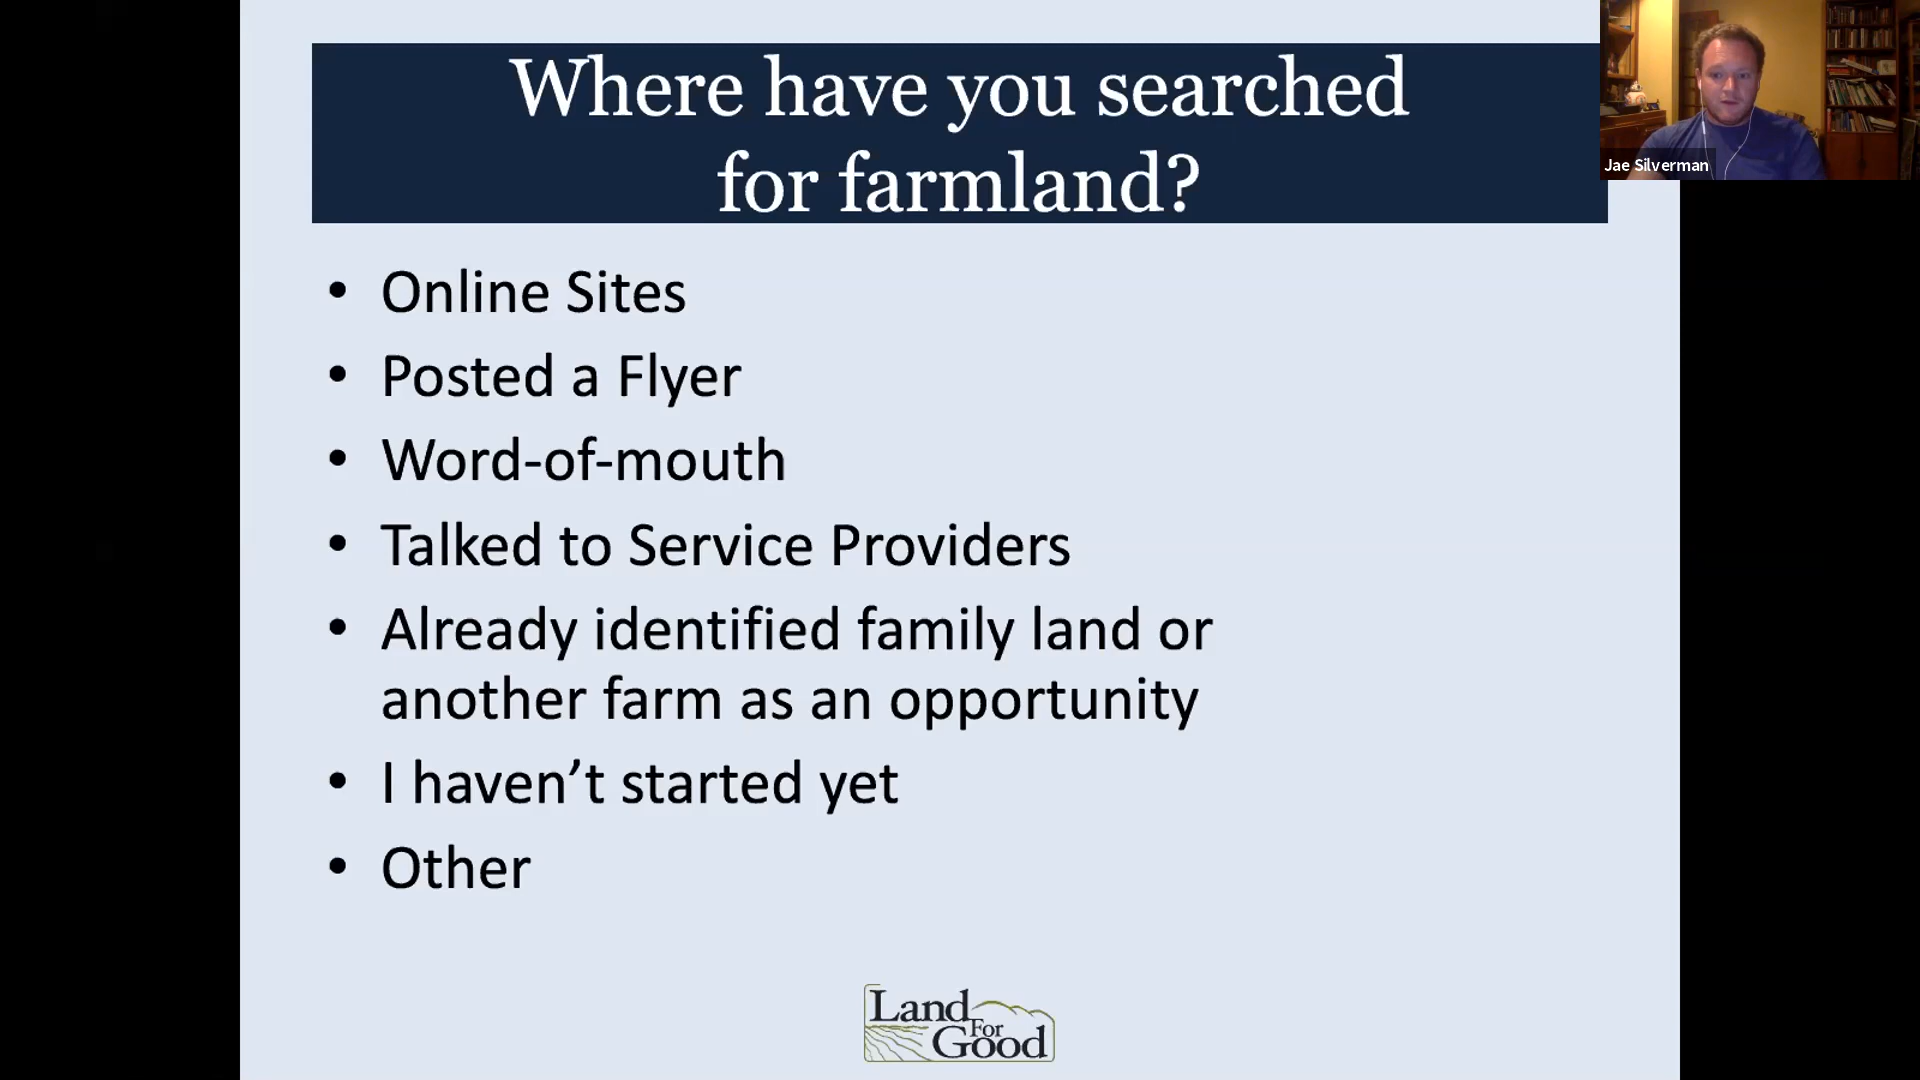 Where have you searched
for farmland?
Jae Silverman
• Online Sites
• Posted a Flyer
• Word-of-mouth
• Talked to Service Providers
• Already identified family land or
another farm as an opportunity
• I haven’t started yet
• Other
Land
For
Good